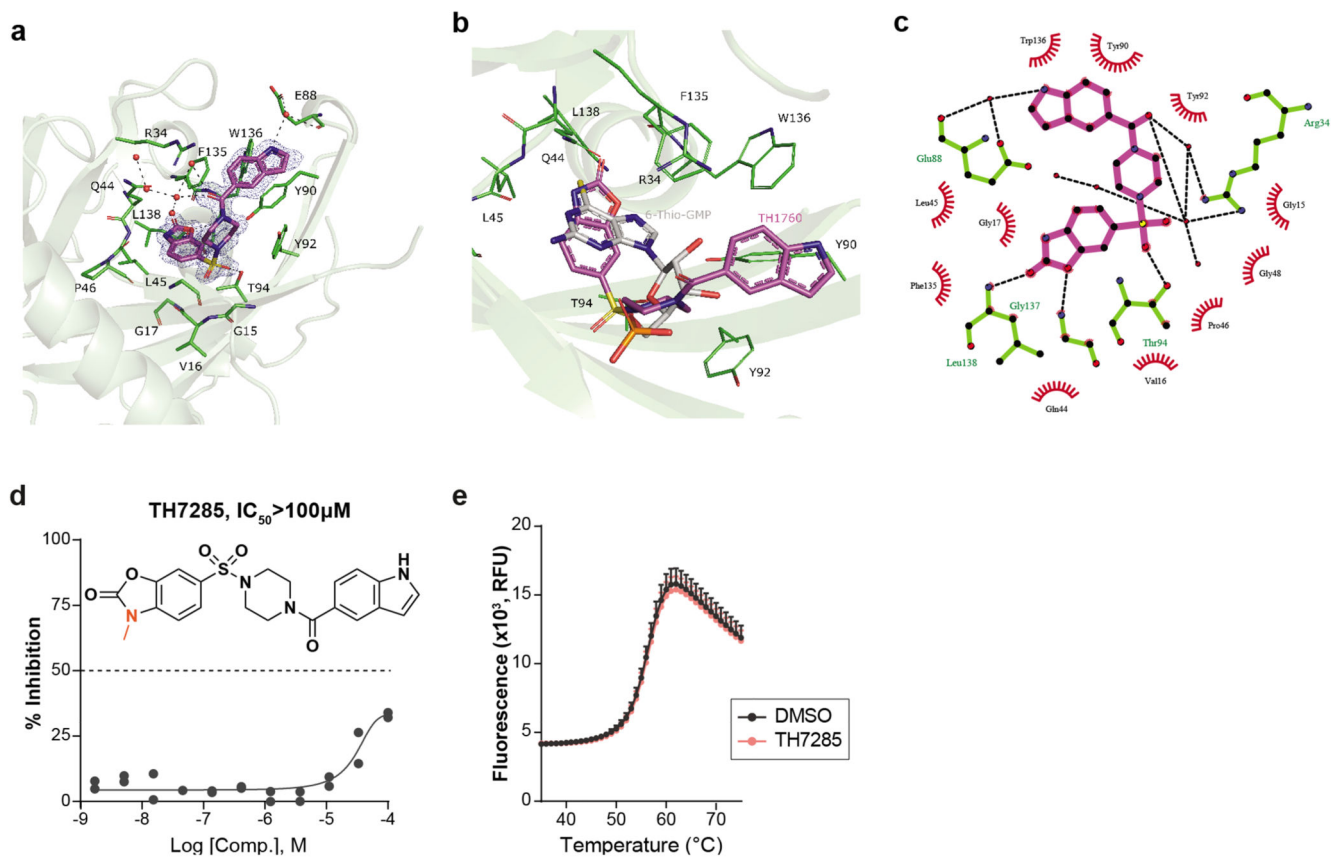 a
E88
R34
W136
F135
Q44
Y90
L138
Y92
P46
L45
T94
G17
G15
V16
b
L138
F135
W136
Q44
R34
L45
6-Thio-GMP
TH1760
Y90
T94
Y92
c
Trp136
Tyr90
Tyr92
Arg34
Glu88
Leu45
Gly17
Gly15
Gly48
Phe135
Gly137
Pro46
Thr94
Leu138
Val16
Gln44
d
TH7285, IC50>100µM
% Inhibition
100
75
50
25
0
-9
-8
-7
-6
-5
-4
Log [Comp.], M
O
O
S
O
O
N
N
N
O
H
N
e
Fluorescence (x10³, RFU)
20
15
10
5
0
40
50
60
70
Temperature (°C)
DMSO
TH7285